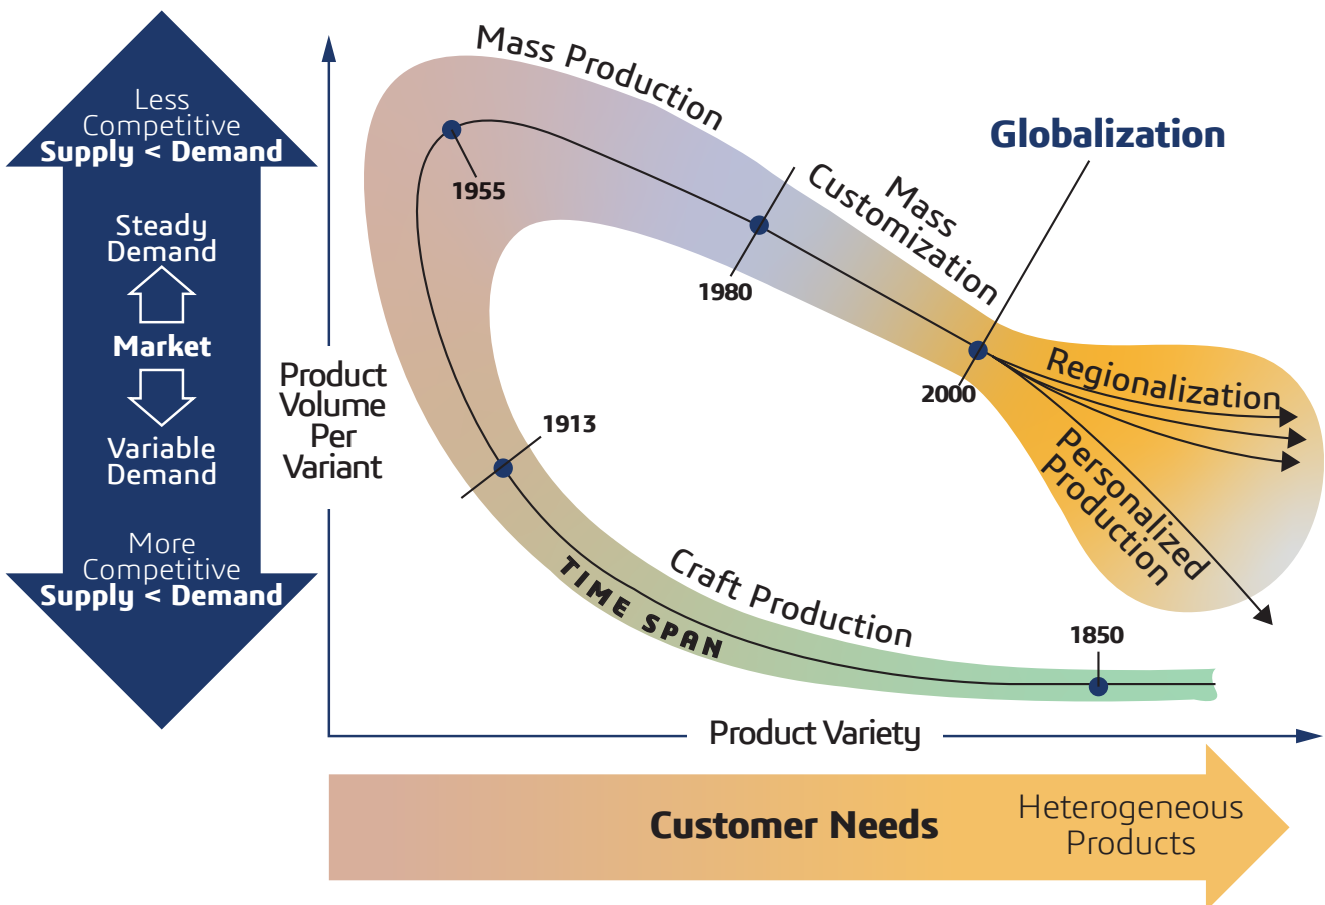 Less
Competitive
Supply < Demand
Steady
Demand
Market
Variable
Demand
More
Competitive
Supply < Demand
Product
Volume
Per
Variant
Mass Production
1955
1980
Mass
Customization
Globalization
2000
Regionalization
Personalized
Production
1913
TIME SPAN
Craft Production
1850
Product Variety
Customer Needs
Heterogeneous
Products